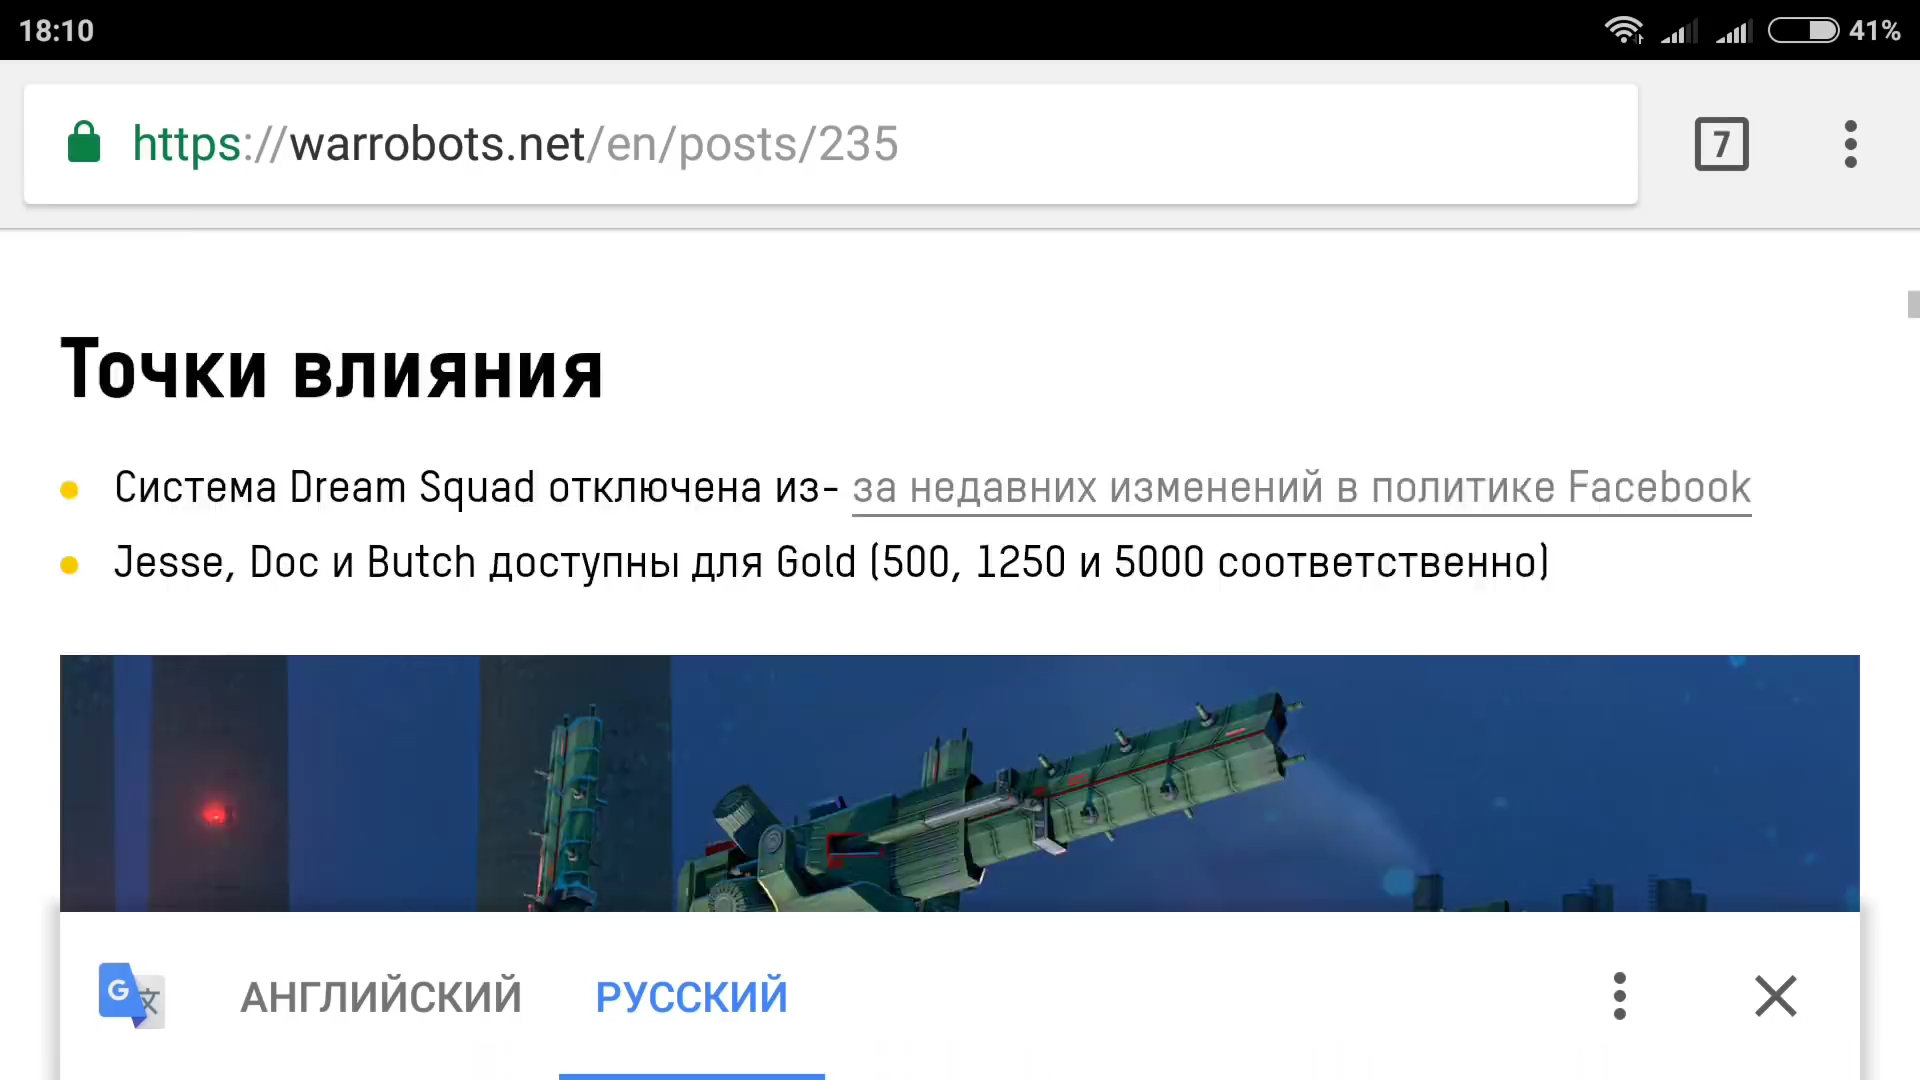 18:10
41%
https://warrobots.net/en/posts/235
7
Точки влияния
Система Dream Squad отключена из- за недавних изменений в политике Facebook
Jesse, Doc и Butch доступны для Gold (500, 1250 и 5000 соответственно)
G 文
АНГЛИЙСКИЙ
РУССКИЙ